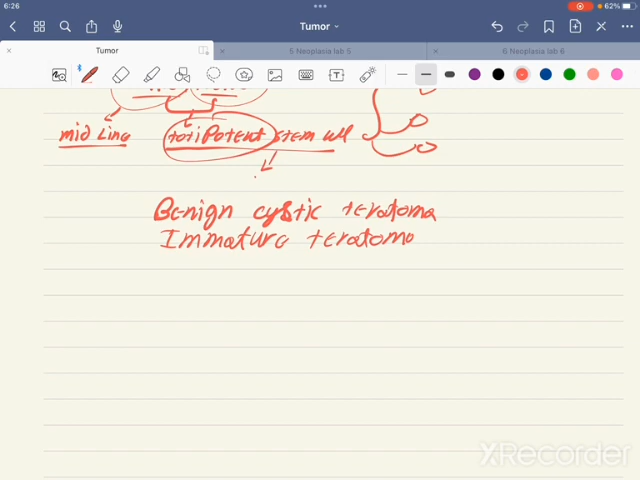 6:26
62%
Tumor
Tumor
5 Neoplasia lab 5
6 Neoplasia lab 6
mid line totipotent stem
Benign cystic teratoma
Immature teratoma
XRecorder